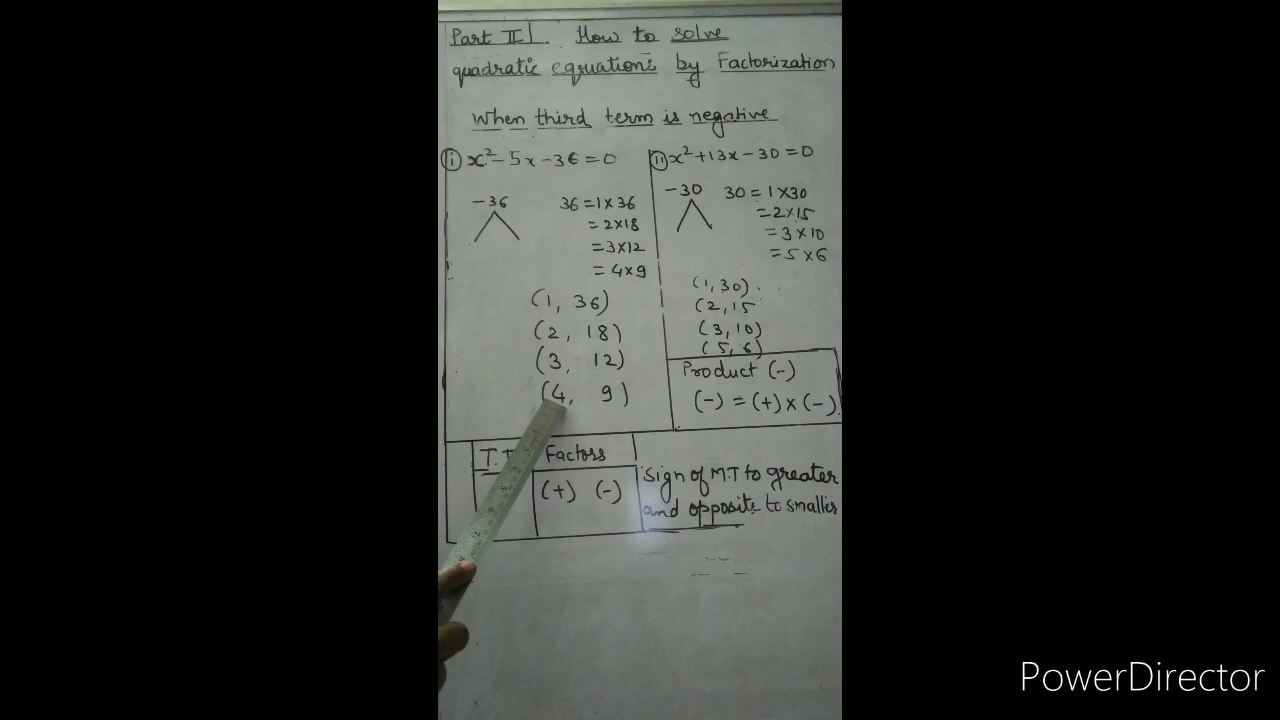 Part II. How to solve
quadratic equations by Factorization
When third term is negative
(i) x² - 5x - 36 = 0
-36
36 = 1×36
= 2×18
= 3×12
= 4×9
(1, 36)
(2, 18)
(3, 12)
(4, 9)
(ii) x² + 13x - 30 = 0
-30
30 = 1×30
= 2×15
= 3×10
= 5×6
(1, 30)
(2, 15
(3, 10)
(5, 6)
Product (-)
(-) = (+) × (-)
T.T Factors
(+) (-)
Sign of M.T to greater
and opposite to smaller
PowerDirector